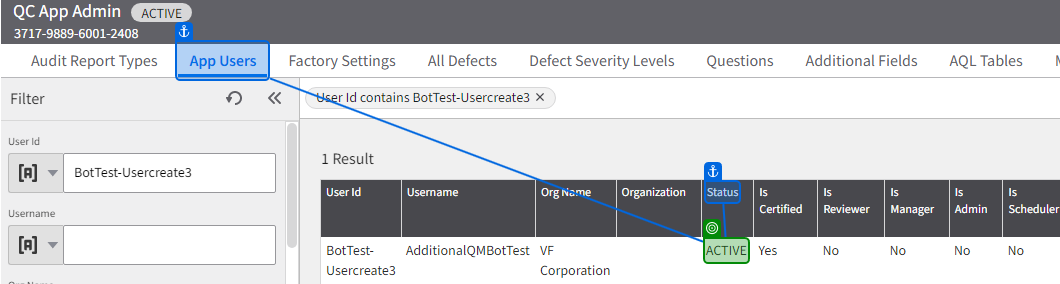 QC App Admin ACTIVE
3717-9889-6001-2408
Audit Report Types App Users Factory Settings All Defects Defect Severity Levels Questions Additional Fields AQL Tables
Filter
User Id contains BotTest-Usercreate3 ×
User Id
BotTest-Usercreate3
1 Result
Username
User Id Username Org Name Organization Status Is Certified Is Reviewer Is Manager Is Admin Is Scheduler
BotTest-Usercreate3 AdditionalQMBotTest VF Corporation ACTIVE Yes No No No No